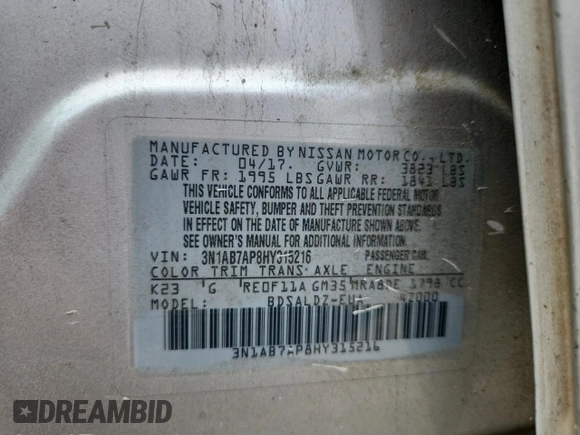 MANUFACTURED BY NISSAN MOTOR CO., LTD.
DATE: 04/17. GVWR: 3823 LBS
GAWR FR: 1995 LBS GAWR RR: 1841 LBS
THIS VEHICLE CONFORMS TO ALL APPLICABLE FEDERAL MOTOR
VEHICLE SAFETY, BUMPER AND THEFT PREVENTION STANDARDS
IN EFFECT ON THE DATE OF MANUFACTURE SHOWN ABOVE.
SEE OWNER'S MANUAL FOR ADDITIONAL INFORMATION.
VIN: 3N1AB7AP8HY315216 PASSENGER CAR.
COLOR TRIM TRANS AXLE ENGINE
K23 'G 'REOF11A GM35'MRA8DE 1798 CC
MODEL: BDSALDZ-EUA 47000
3N1AB7AP8HY315216
DREAMBID